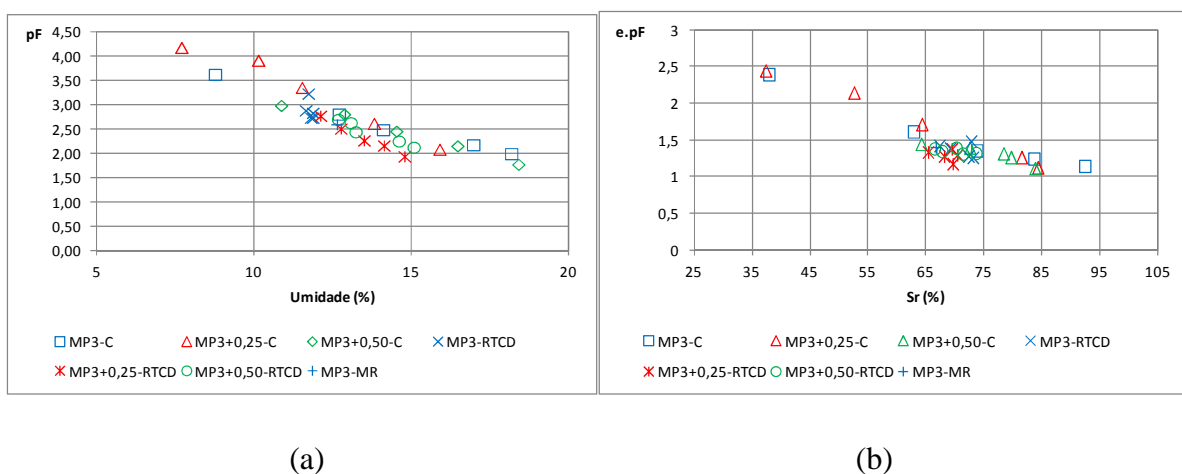 pF
4,50
4,00
3,50
3,00
2,50
2,00
1,50
1,00
0,50
0,00
5 10 15 20
Umidade (%)
MP3-C MP3+0,25-C MP3+0,50-C MP3-RTCD
MP3+0,25-RTCD MP3+0,50-RTCD MP3-MR
(a)
e.pF
3
2,5
2
1,5
1
0,5
0
25 35 45 55 65 75 85 95 105
Sr (%)
MP3-C MP3+0,25-C MP3+0,50-C MP3-RTCD
MP3+0,25-RTCD MP3+0,50-RTCD MP3-MR
(b)